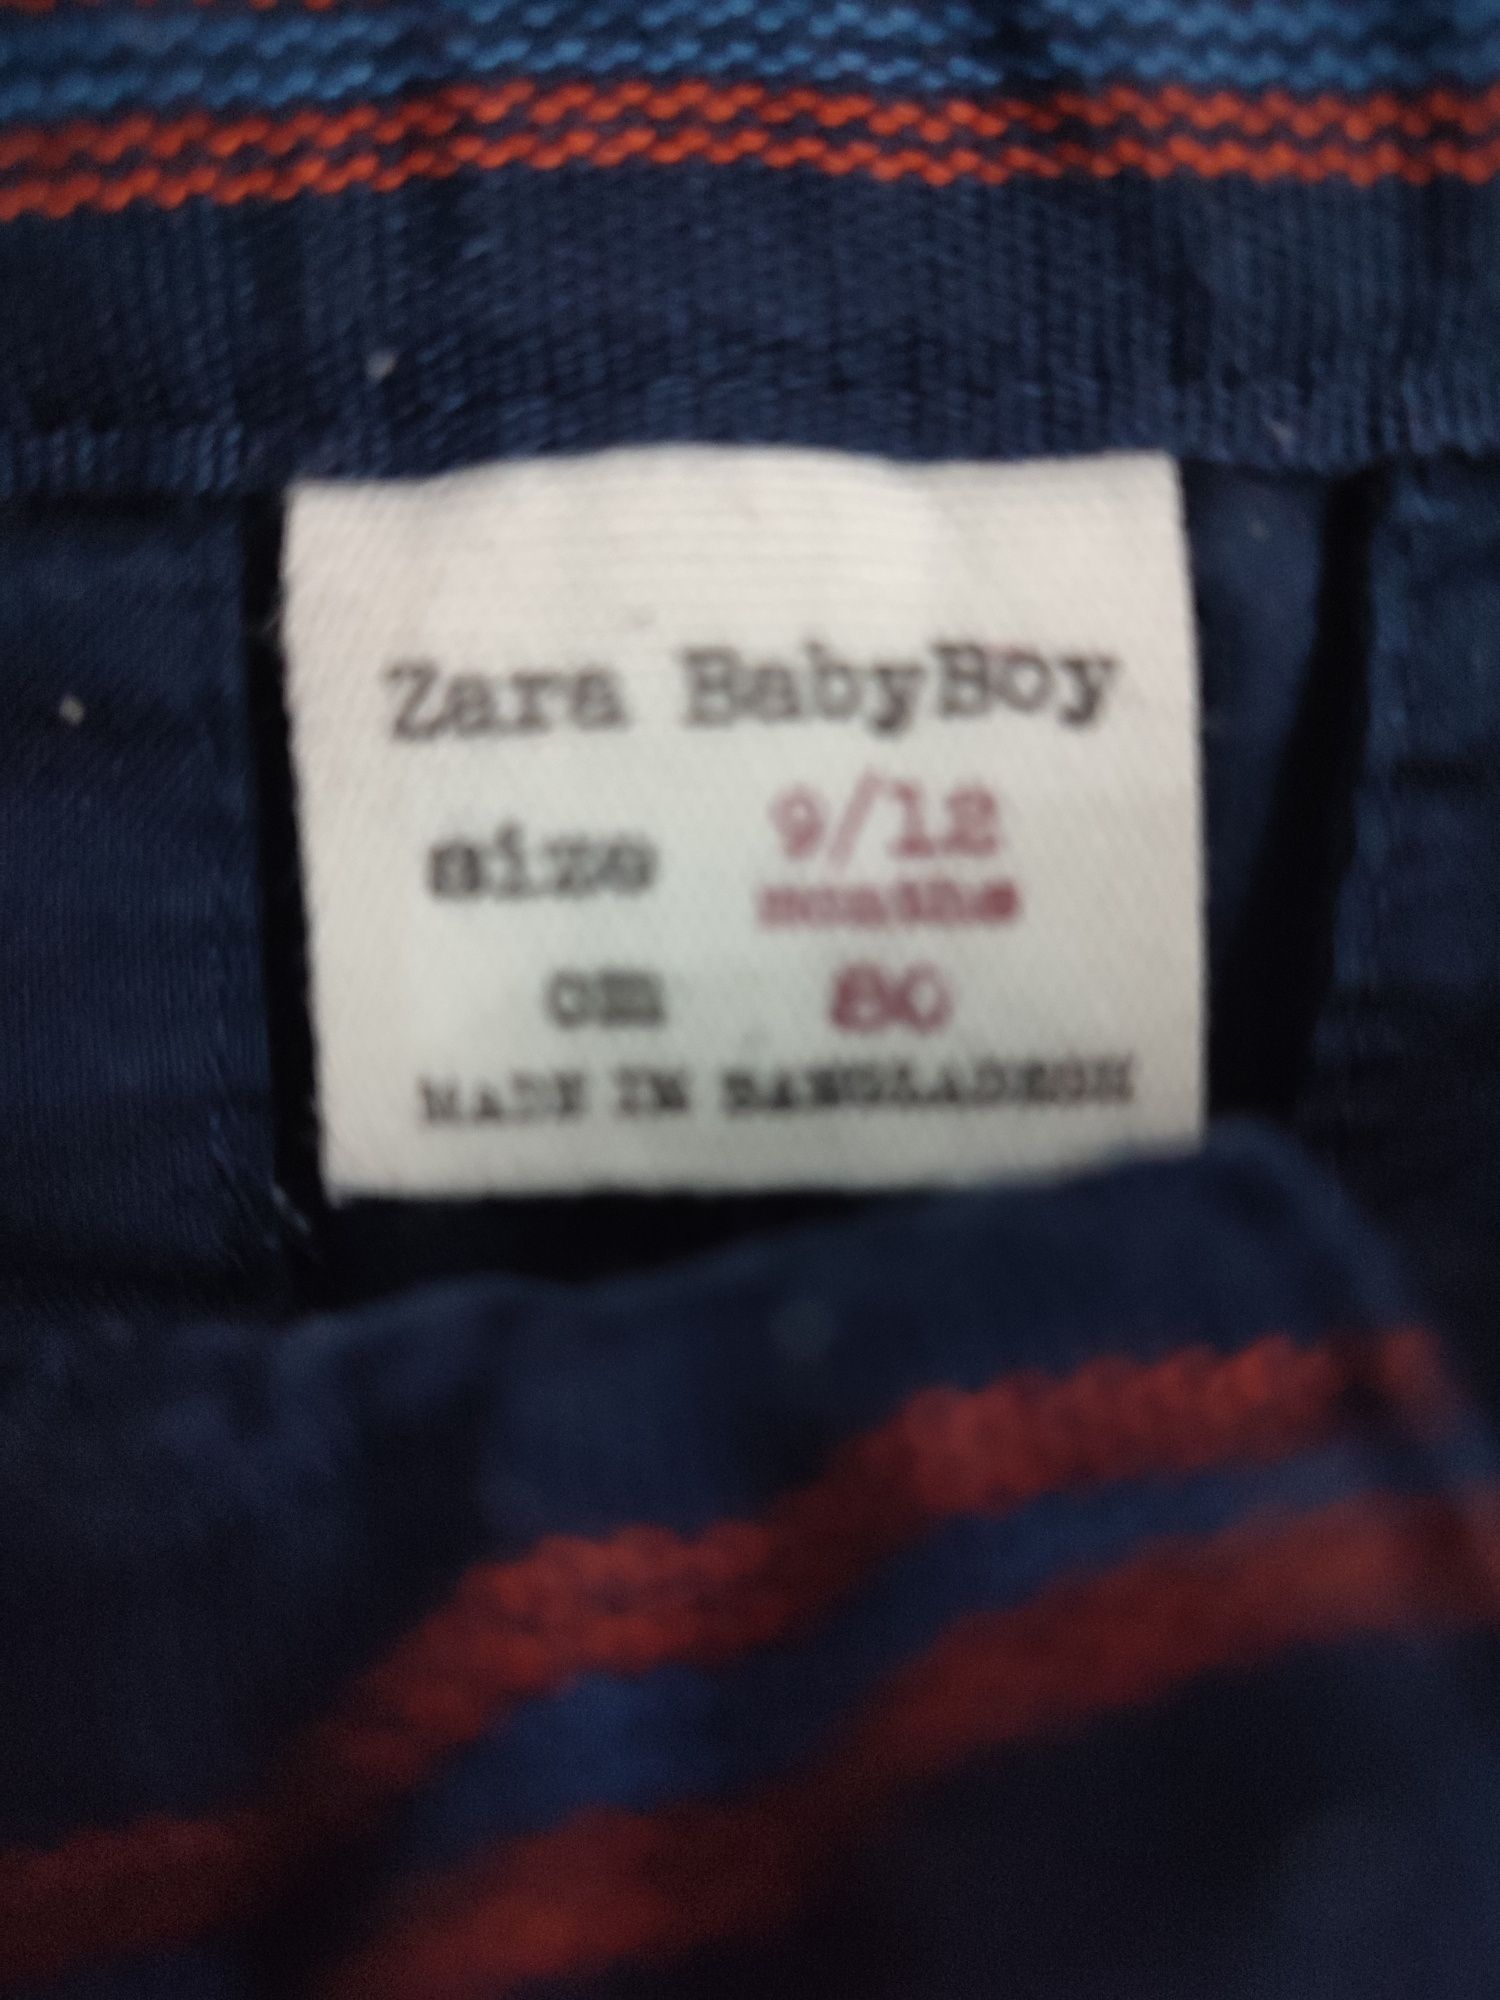 Zara BabyBoy
size 9/12
months
cm 80
MADE IN BANGLADESH